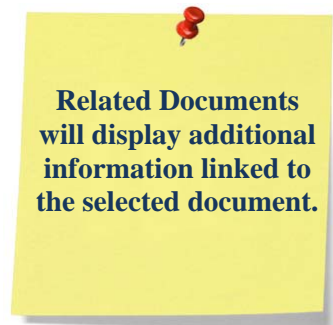 Related Documents
will display additional
information linked to
the selected document.